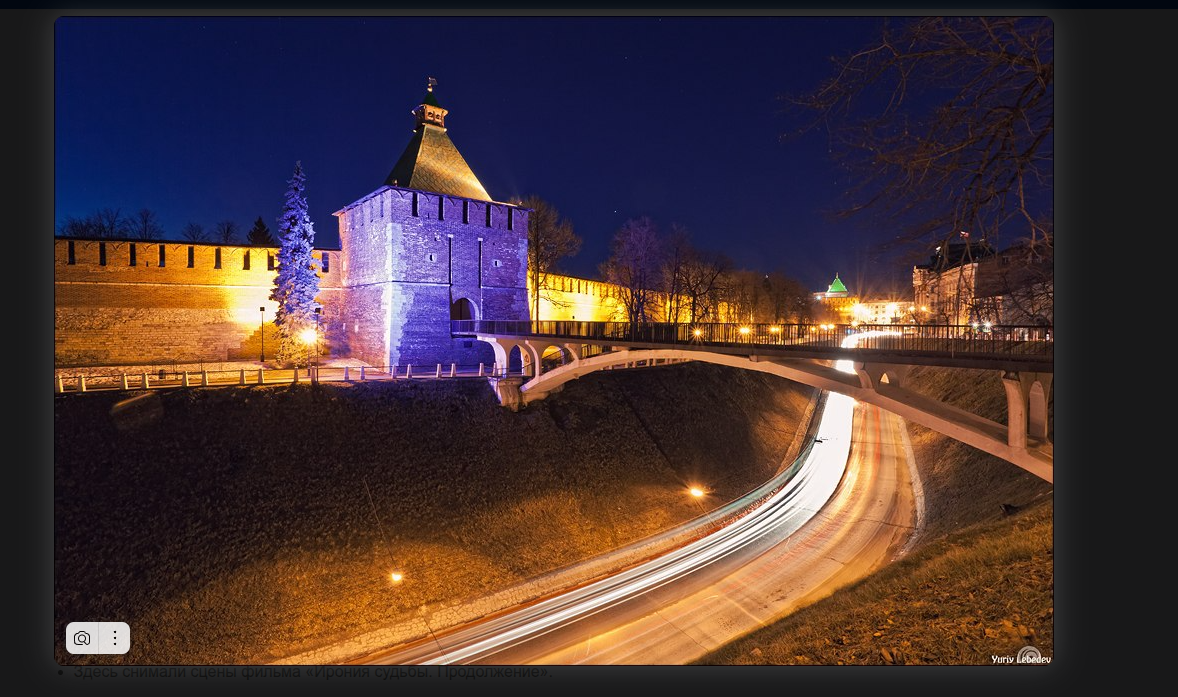 Yuriy Lebedev
Здесь снимали сцены фильма «Ирония судьбы. Продолжение».